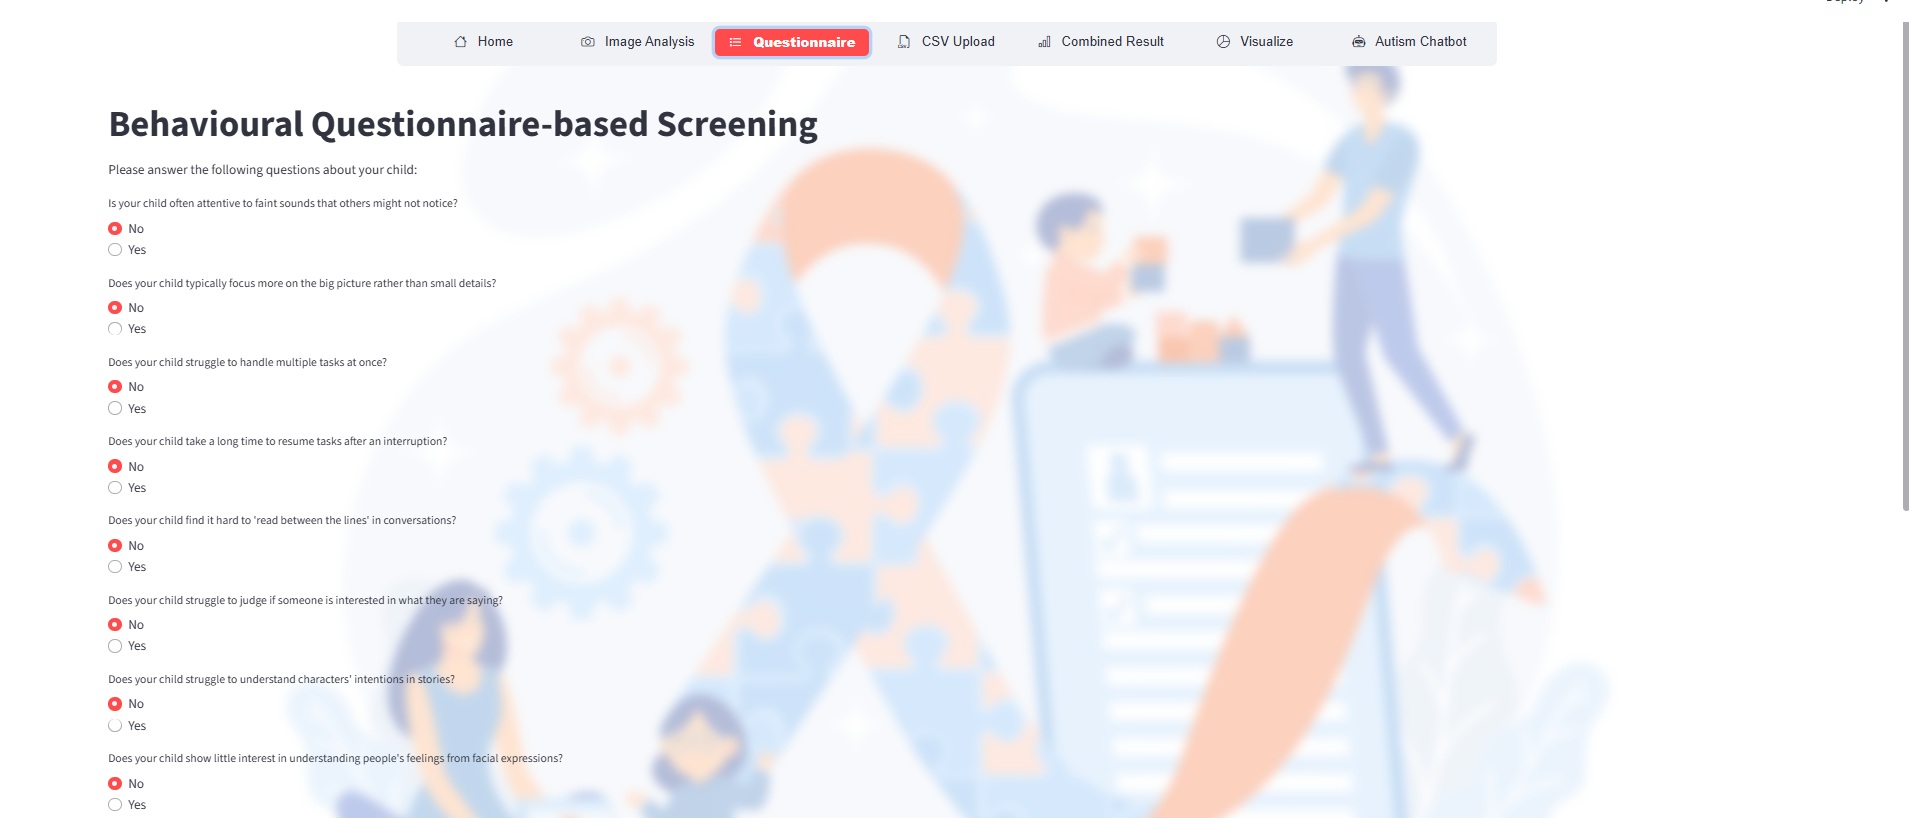 Home Image Analysis Questionnaire CSV Upload Combined Result Visualize Autism Chatbot
Behavioural Questionnaire-based Screening
Please answer the following questions about your child:
Is your child often attentive to faint sounds that others might not notice?
No
Yes
Does your child typically focus more on the big picture rather than small details?
No
Yes
Does your child struggle to handle multiple tasks at once?
No
Yes
Does your child take a long time to resume tasks after an interruption?
No
Yes
Does your child find it hard to 'read between the lines' in conversations?
No
Yes
Does your child struggle to judge if someone is interested in what they are saying?
No
Yes
Does your child struggle to understand characters' intentions in stories?
No
Yes
Does your child show little interest in understanding people's feelings from facial expressions?
No
Yes